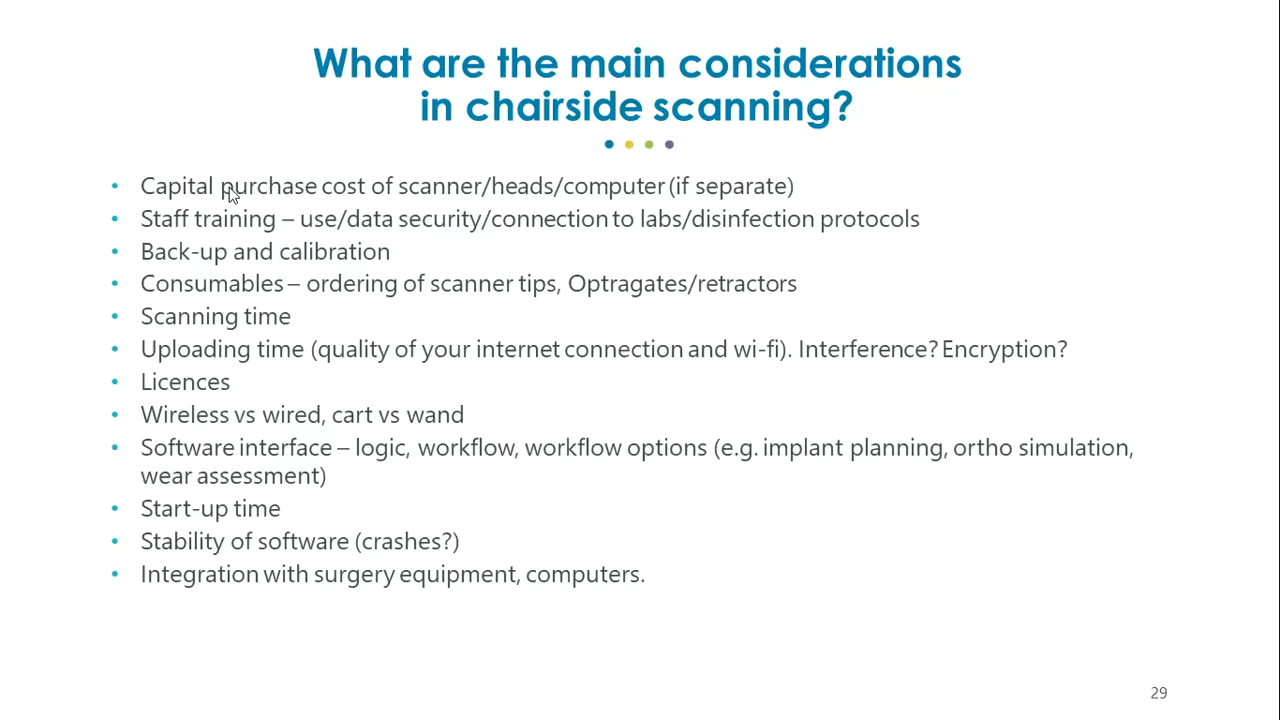 What are the main considerations
in chairside scanning?
• Capital purchase cost of scanner/heads/computer (if separate)
• Staff training – use/data security/connection to labs/disinfection protocols
• Back-up and calibration
• Consumables – ordering of scanner tips, Optragates/retractors
• Scanning time
• Uploading time (quality of your internet connection and wi-fi). Interference? Encryption?
• Licences
• Wireless vs wired, cart vs wand
• Software interface – logic, workflow, workflow options (e.g. implant planning, ortho simulation,
wear assessment)
• Start-up time
• Stability of software (crashes?)
• Integration with surgery equipment, computers.
29